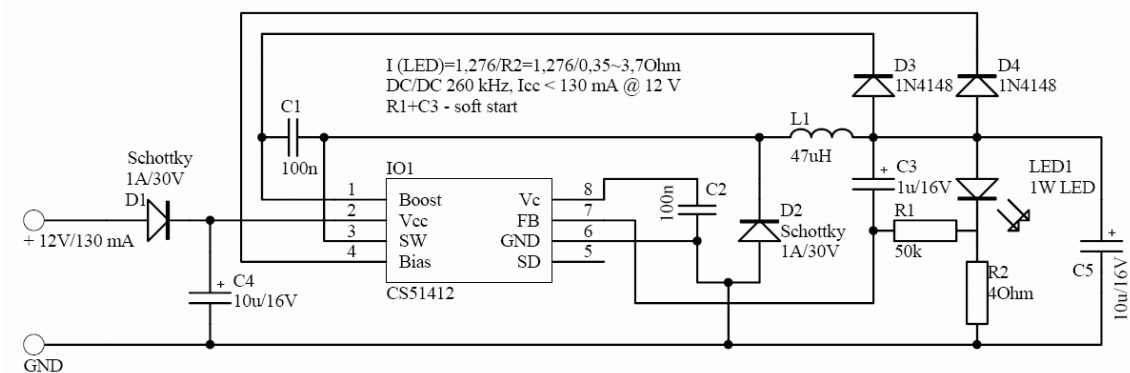 I (LED)=1,276/R2=1,276/0,35~3,7Ohm
DC/DC 260 kHz, Icc < 130 mA @ 12 V
R1+C3 - soft start
D3
1N4148
D4
1N4148
C1
100n
L1
47uH
Schottky
1A/30V
D1
+ 12V/130 mA
IO1
1
Boost
2
Vcc
3
SW
4
Bias
Vc
8
FB
7
GND
6
SD
5
CS51412
C2
100n
D2
Schottky
1A/30V
+
C3
1u/16V
R1
50k
LED1
1W LED
R2
4Ohm
+
C5
10u/16V
+
C4
10u/16V
GND